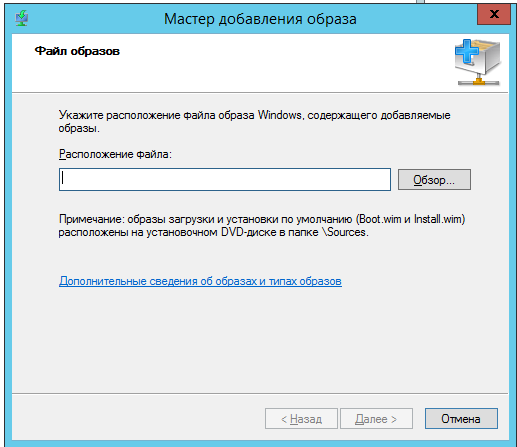 Мастер добавления образа
x
Файл образов
Укажите расположение файла образа Windows, содержащего добавляемые
образы.
Расположение файла:
Обзор...
Примечание: образы загрузки и установки по умолчанию (Boot.wim и Install.wim)
расположены на установочном DVD-диске в папке \Sources.
Дополнительные сведения об образах и типах образов
< Назад
Далее >
Отмена